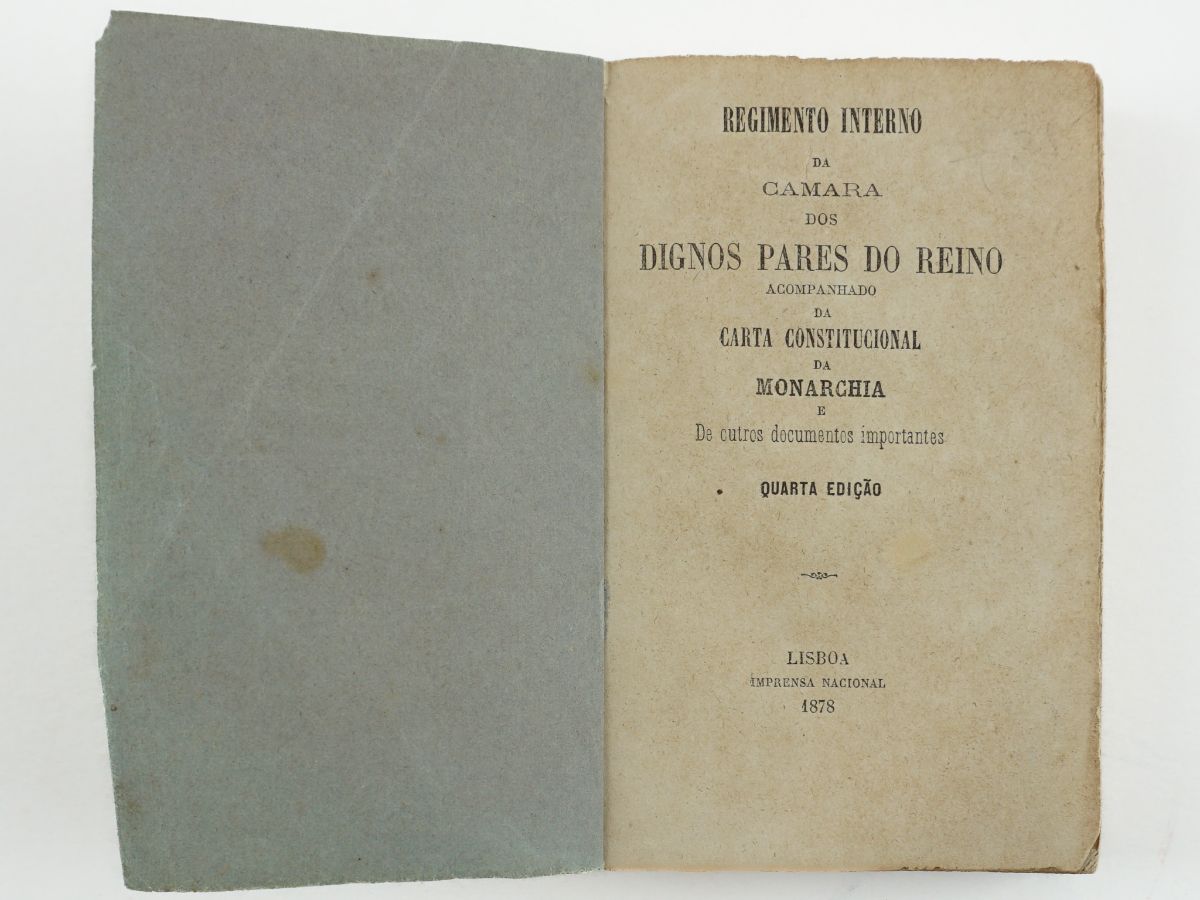 REGIMENTO INTERNO
DA
CAMARA
DOS
DIGNOS PARES DO REINO
ACOMPANHADO
DA
CARTA CONSTITUCIONAL
DA
MONARCHIA
E
De outros documentos importantes
QUARTA EDIÇÃO
LISBOA
IMPRENSA NACIONAL
1878